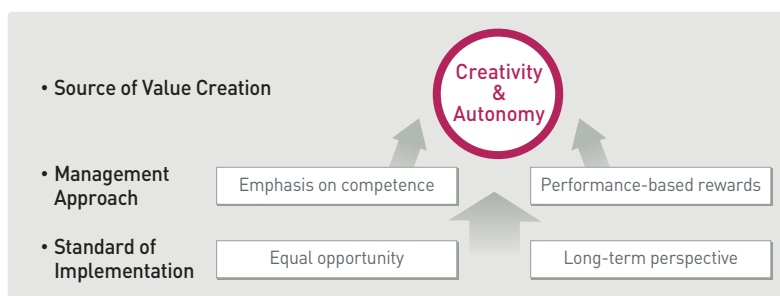 Creativity
&
Autonomy
• Source of Value Creation
• Management
Approach
Emphasis on competence
Performance-based rewards
• Standard of
Implementation
Equal opportunity
Long-term perspective